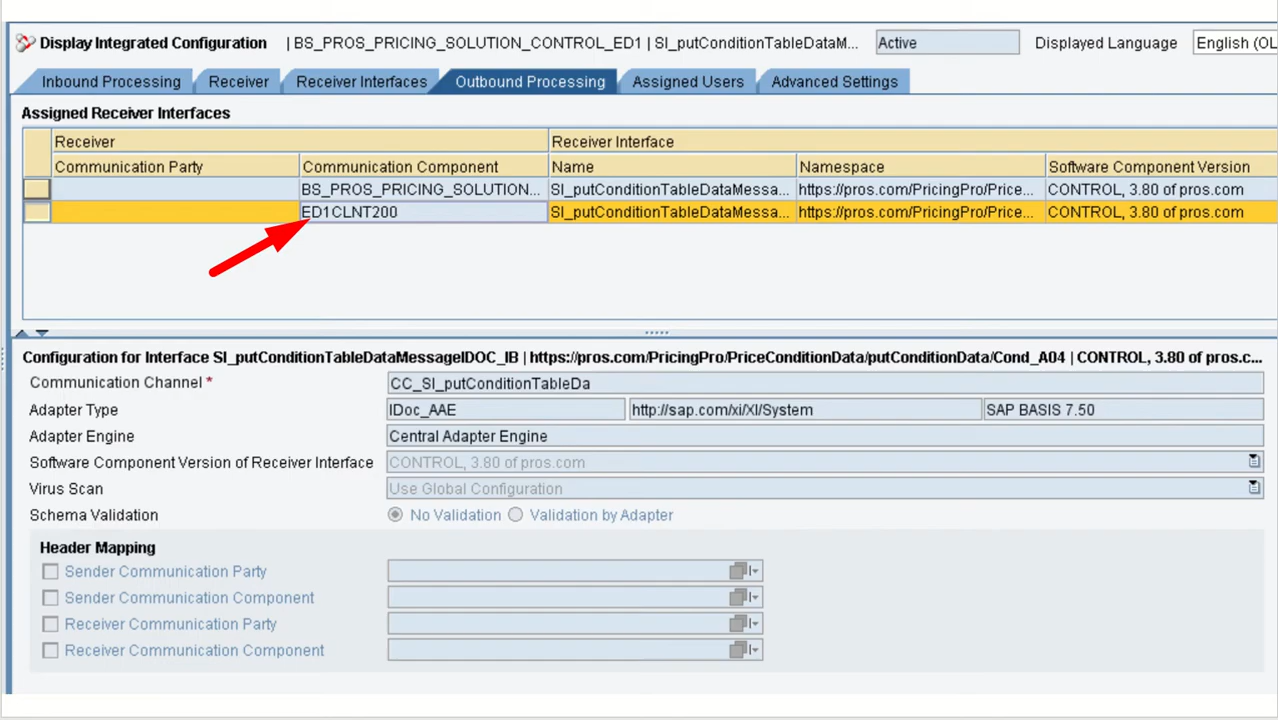 Display Integrated Configuration | BS_PROS_PRICING_SOLUTION_CONTROL_ED1 | SI_putConditionTableDataM... Active Displayed Language English (OL
Inbound Processing Receiver Receiver Interfaces Outbound Processing Assigned Users Advanced Settings
Assigned Receiver Interfaces
Receiver Receiver Interface
Communication Party Communication Component Name Namespace Software Component Version
BS_PROS_PRICING_SOLUTION... SI_putConditionTableDataMessa... https://pros.com/PricingPro/Price... CONTROL, 3.80 of pros.com
ED1CLNT200 SI_putConditionTableDataMessa... https://pros.com/PricingPro/Price... CONTROL, 3.80 of pros.com
Configuration for Interface SI_putConditionTableDataMessageIDOC_IB | https://pros.com/PricingPro/PriceConditionData/putConditionData/Cond_A04 | CONTROL, 3.80 of pros.c...
Communication Channel * CC_SI_putConditionTableDa
Adapter Type IDoc_AAE http://sap.com/xi/XI/System SAP BASIS 7.50
Adapter Engine Central Adapter Engine
Software Component Version of Receiver Interface CONTROL, 3.80 of pros.com
Virus Scan Use Global Configuration
Schema Validation No Validation Validation by Adapter
Header Mapping
Sender Communication Party
Sender Communication Component
Receiver Communication Party
Receiver Communication Component